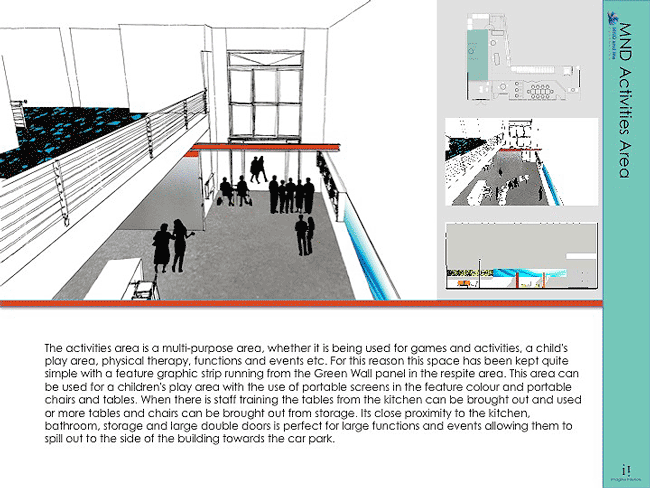 MND Activities Area
The activities area is a multi-purpose area, whether it is being used for games and activities, a child's
play area, physical therapy, functions and events etc. For this reason this space has been kept quite
simple with a feature graphic strip running from the Green Wall panel in the respite area. This area can
be used for a children's play area with the use of portable screens in the feature colour and portable
chairs and tables. When there is staff training the tables from the kitchen can be brought out and used
or more tables and chairs can be brought out from storage. Its close proximity to the kitchen,
bathroom, storage and large double doors is perfect for large functions and events allowing them to
spill out to the side of the building towards the car park.
i!